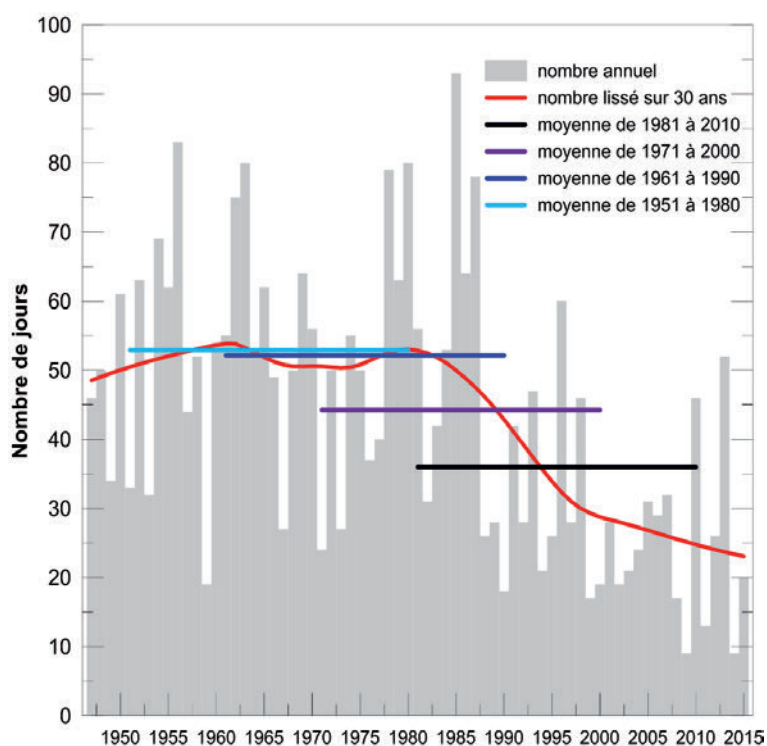 100
90
80
70
60
50
40
30
20
10
0
Nombre de jours
nombre annuel
nombre lissé sur 30 ans
moyenne de 1981 à 2010
moyenne de 1971 à 2000
moyenne de 1961 à 1990
moyenne de 1951 à 1980
1950 1955 1960 1965 1970 1975 1980 1985 1990 1995 2000 2005 2010 2015